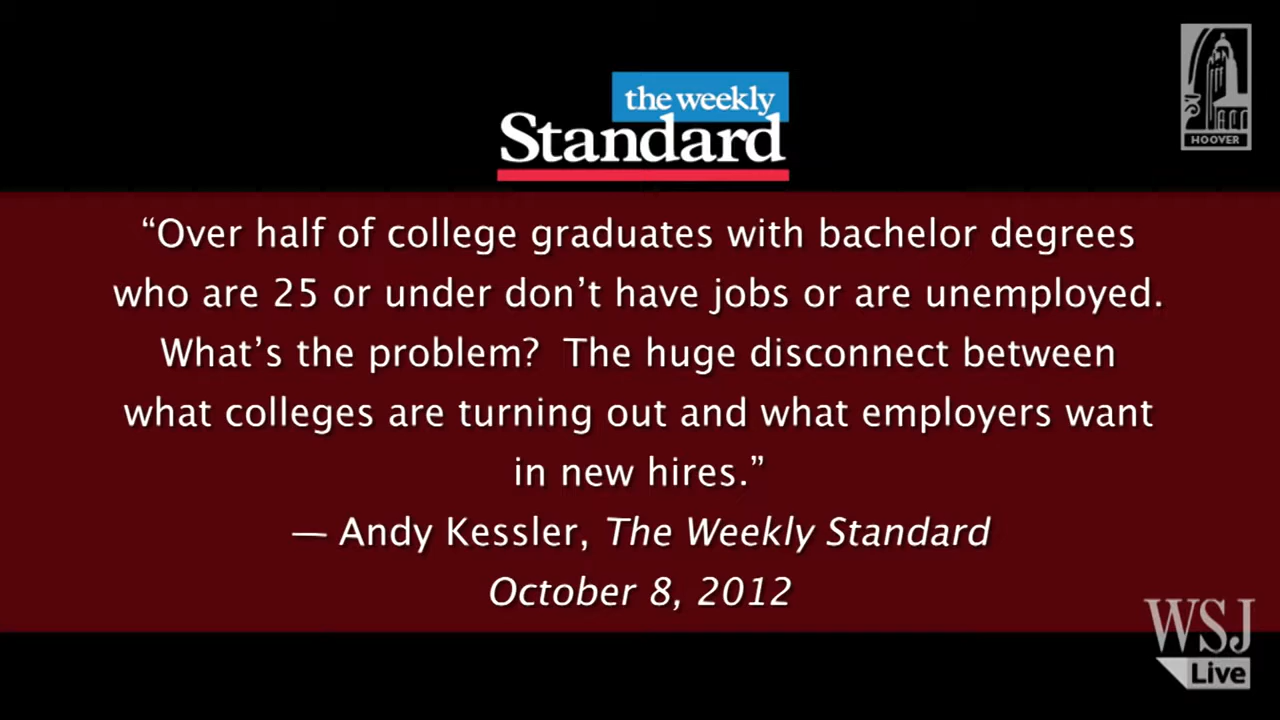 the weekly
Standard
HOOVER
“Over half of college graduates with bachelor degrees
who are 25 or under don’t have jobs or are unemployed.
What’s the problem?  The huge disconnect between
what colleges are turning out and what employers want
in new hires.”
— Andy Kessler, The Weekly Standard
October 8, 2012
WSJ
Live